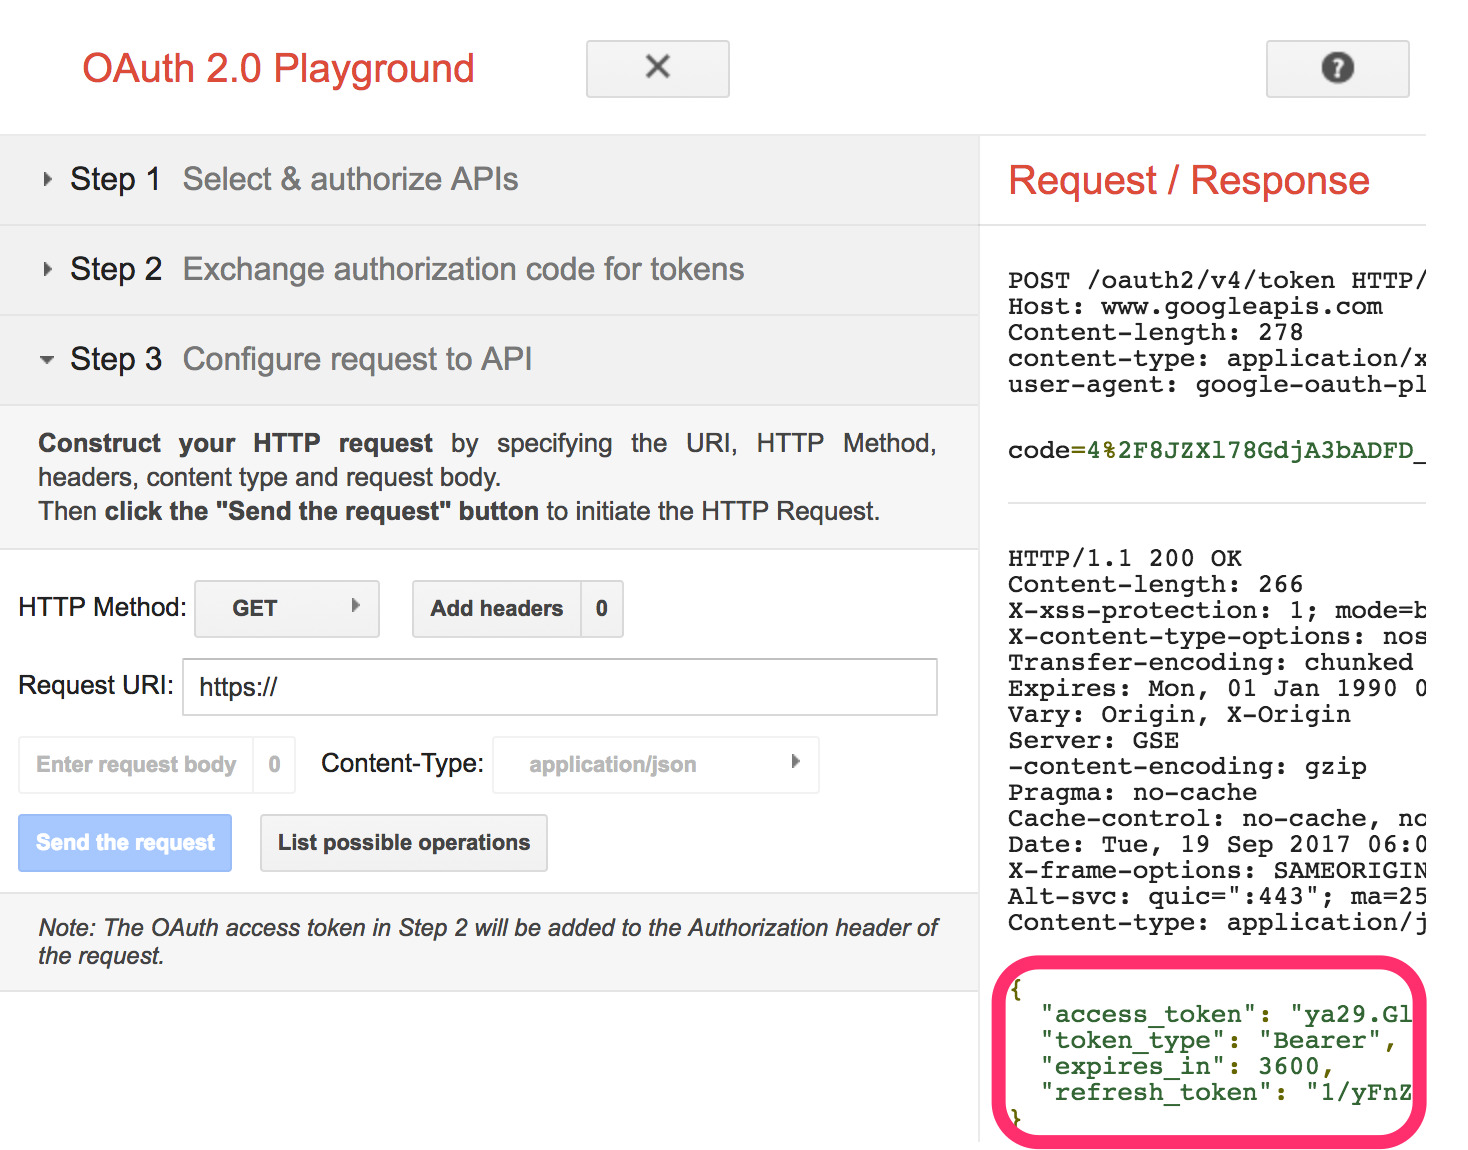 OAuth 2.0 Playground
Step 1 Select & authorize APIs
Step 2 Exchange authorization code for tokens
Step 3 Configure request to API
Construct your HTTP request by specifying the URI, HTTP Method,
headers, content type and request body.
Then click the "Send the request" button to initiate the HTTP Request.
HTTP Method: GET Add headers 0
Request URI: https://
Enter request body 0 Content-Type: application/json
Send the request List possible operations
Note: The OAuth access token in Step 2 will be added to the Authorization header of
the request.
Request / Response
POST /oauth2/v4/token HTTP/
Host: www.googleapis.com
Content-length: 278
content-type: application/x
user-agent: google-oauth-pl
code=4%2F8JZXl78GdjA3bADFD_
HTTP/1.1 200 OK
Content-length: 266
X-xss-protection: 1; mode=b
X-content-type-options: nos
Transfer-encoding: chunked
Expires: Mon, 01 Jan 1990 0
Vary: Origin, X-Origin
Server: GSE
-content-encoding: gzip
Pragma: no-cache
Cache-control: no-cache, no
Date: Tue, 19 Sep 2017 06:0
X-frame-options: SAMEORIGIN
Alt-svc: quic=":443"; ma=25
Content-type: application/j
{
"access_token": "ya29.Gl
"token_type": "Bearer",
"expires_in": 3600,
"refresh_token": "1/yFnZ
}